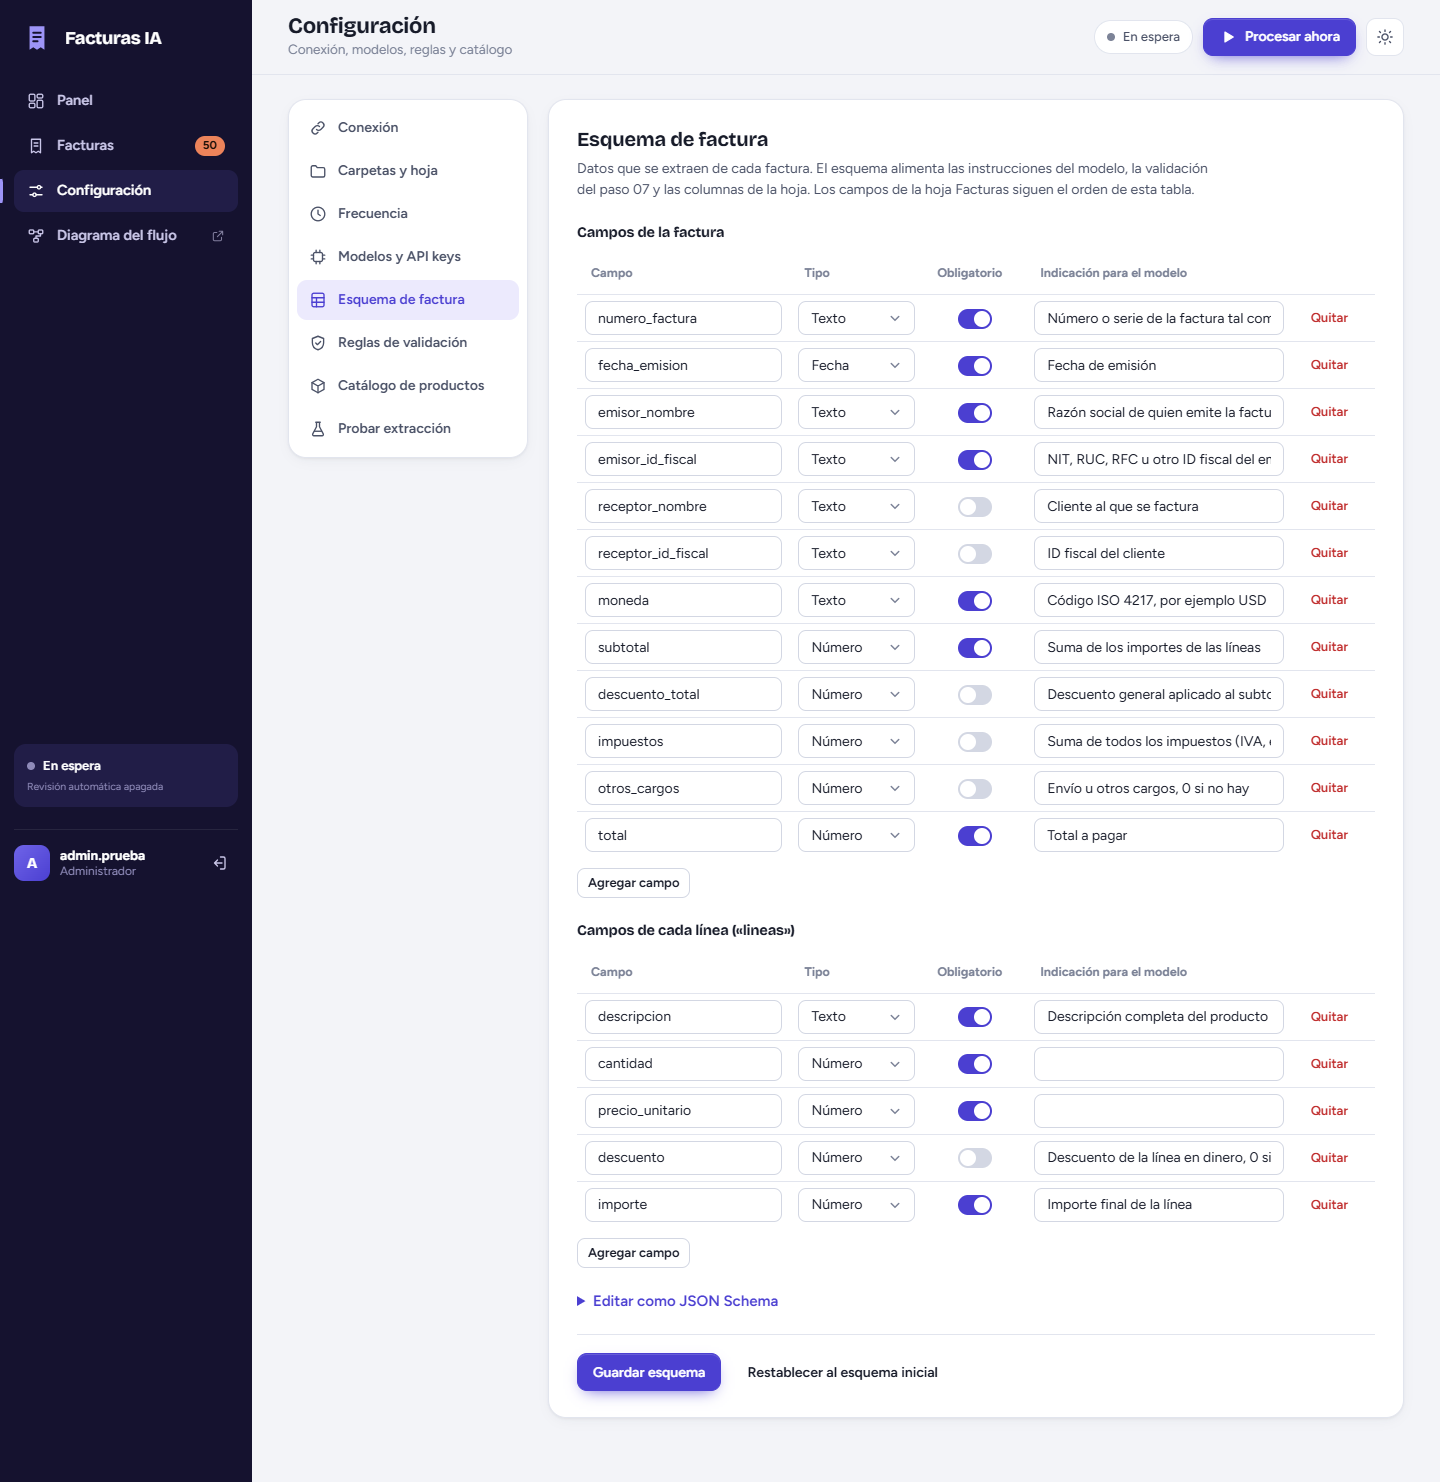 Facturas IA
Panel
Facturas 50
Configuración
Diagrama del flujo
En espera
Revisión automática apagada
A
admin.prueba
Administrador
Configuración
Conexión, modelos, reglas y catálogo
En espera
Procesar ahora
Conexión
Carpetas y hoja
Frecuencia
Modelos y API keys
Esquema de factura
Reglas de validación
Catálogo de productos
Probar extracción
Esquema de factura
Datos que se extraen de cada factura. El esquema alimenta las instrucciones del modelo, la validación
del paso 07 y las columnas de la hoja. Los campos de la hoja Facturas siguen el orden de esta tabla.
Campos de la factura
Campo Tipo Obligatorio Indicación para el modelo
numero_factura Texto Número o serie de la factura tal com Quitar
fecha_emision Fecha Fecha de emisión Quitar
emisor_nombre Texto Razón social de quien emite la factu Quitar
emisor_id_fiscal Texto NIT, RUC, RFC u otro ID fiscal del em Quitar
receptor_nombre Texto Cliente al que se factura Quitar
receptor_id_fiscal Texto ID fiscal del cliente Quitar
moneda Texto Código ISO 4217, por ejemplo USD Quitar
subtotal Número Suma de los importes de las líneas Quitar
descuento_total Número Descuento general aplicado al subto Quitar
impuestos Número Suma de todos los impuestos (IVA, Quitar
otros_cargos Número Envío u otros cargos, 0 si no hay Quitar
total Número Total a pagar Quitar
Agregar campo
Campos de cada línea («lineas»)
Campo Tipo Obligatorio Indicación para el modelo
descripcion Texto Descripción completa del producto Quitar
cantidad Número Quitar
precio_unitario Número Quitar
descuento Número Descuento de la línea en dinero, 0 si Quitar
importe Número Importe final de la línea Quitar
Agregar campo
Editar como JSON Schema
Guardar esquema Restablecer al esquema inicial